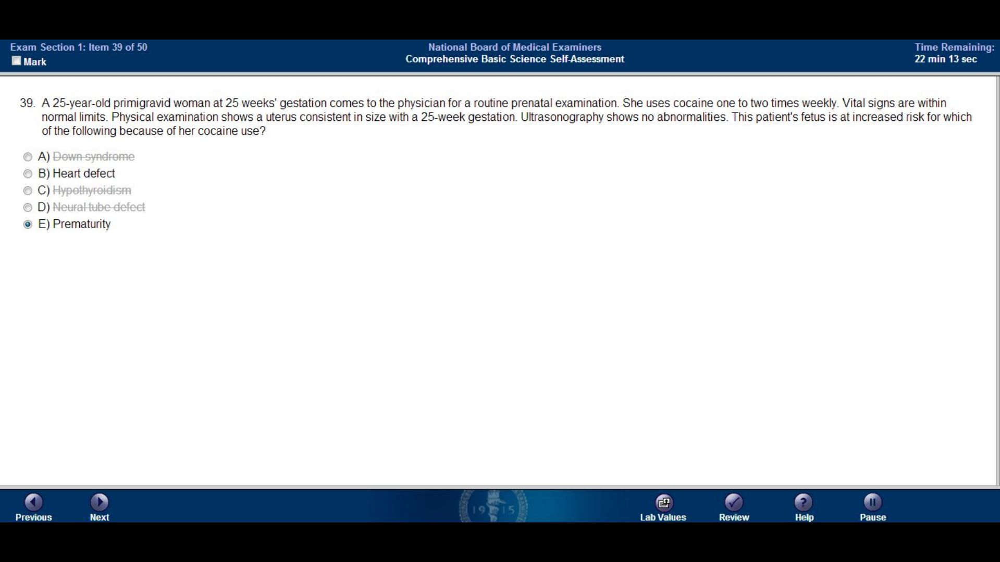 Exam Section 1: Item 39 of 50
Mark
National Board of Medical Examiners
Comprehensive Basic Science Self-Assessment
Time Remaining:
22 min 13 sec
39. A 25-year-old primigravid woman at 25 weeks' gestation comes to the physician for a routine prenatal examination. She uses cocaine one to two times weekly. Vital signs are within
normal limits. Physical examination shows a uterus consistent in size with a 25-week gestation. Ultrasonography shows no abnormalities. This patient's fetus is at increased risk for which
of the following because of her cocaine use?
A) Down syndrome
B) Heart defect
C) Hypothyroidism
D) Neural tube defect
E) Prematurity
1915
Previous
Next
Lab Values
Review
Help
Pause